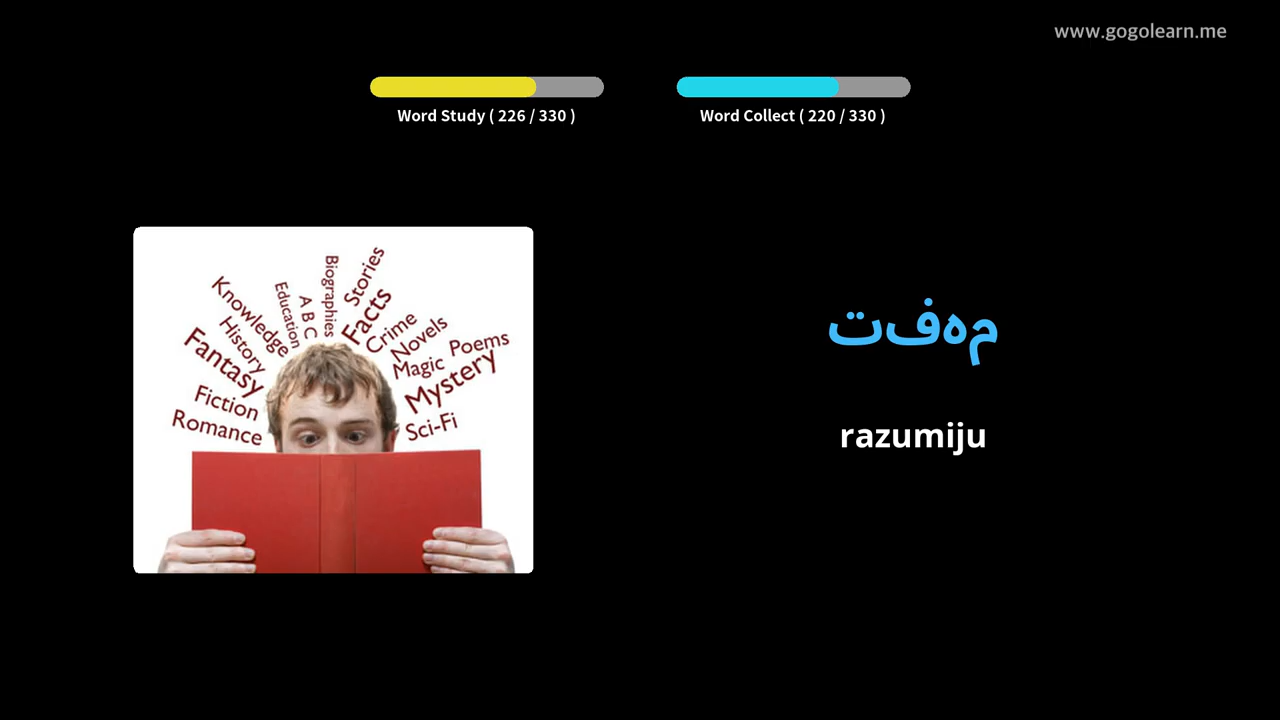 www.gogolearn.me
Word Study ( 226 / 330 )
Word Collect ( 220 / 330 )
Biographies
Stories
Education
A B C
Facts
Knowledge
Crime
History
Novels
Poems
Fantasy
Magic
Mystery
Fiction
Romance
Sci-Fi
مهفت
razumiju